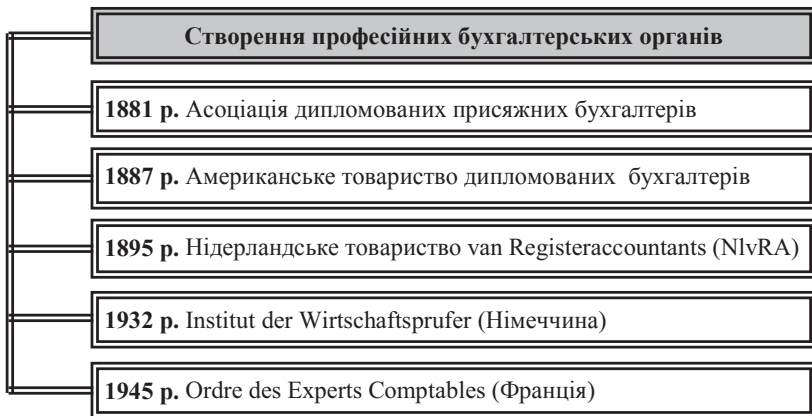 Створення професійних бухгалтерських органів
1881 р. Асоціація дипломованих присяжних бухгалтерів
1887 р. Американське товариство дипломованих бухгалтерів
1895 р. Нідерландське товариство van Registeraccountants (NlvRA)
1932 р. Institut der Wirtschaftsprufer (Німеччина)
1945 р. Ordre des Experts Comptables (Франція)